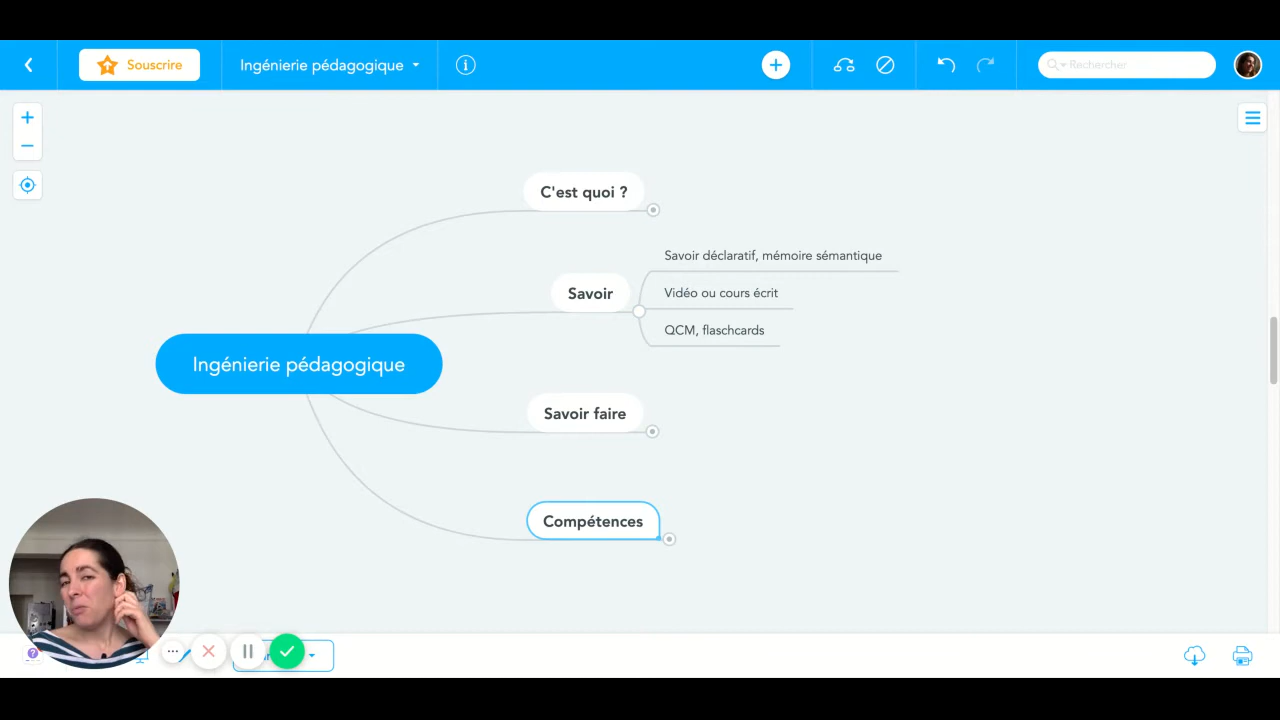 Souscrire
Ingénierie pédagogique
Rechercher
C'est quoi ?
Savoir déclaratif, mémoire sémantique
Savoir
Vidéo ou cours écrit
QCM, flaschcards
Ingénierie pédagogique
Savoir faire
Compétences